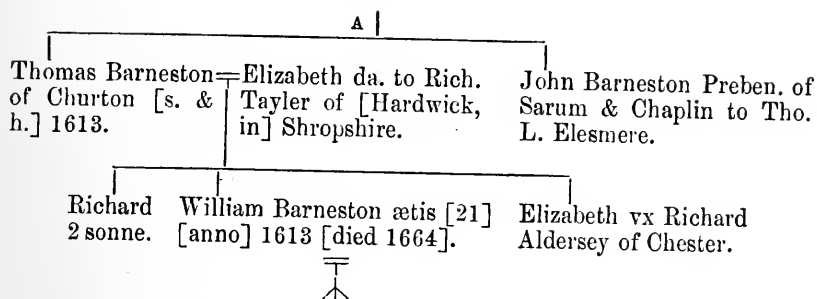 A
Thomas Barneston
of Churton [s. &
h.] 1613.
Elizabeth da. to Rich.
Tayler of [Hardwick,
in] Shropshire.
John Barneston Preben. of
Sarum & Chaplin to Tho.
L. Elesmere.
Richard
2 sonne.
William Barneston ætis [21]
[anno] 1613 [died 1664].
Elizabeth vx Richard
Aldersey of Chester.